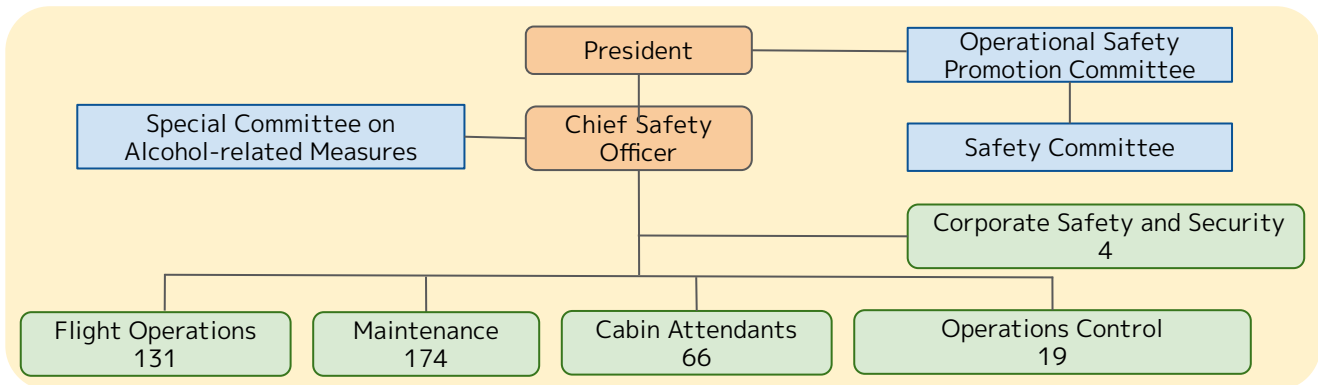 President
Operational Safety
Promotion Committee
Special Committee on
Alcohol-related Measures
Chief Safety
Officer
Safety Committee
Corporate Safety and Security
4
Flight Operations
131
Maintenance
174
Cabin Attendants
66
Operations Control
19